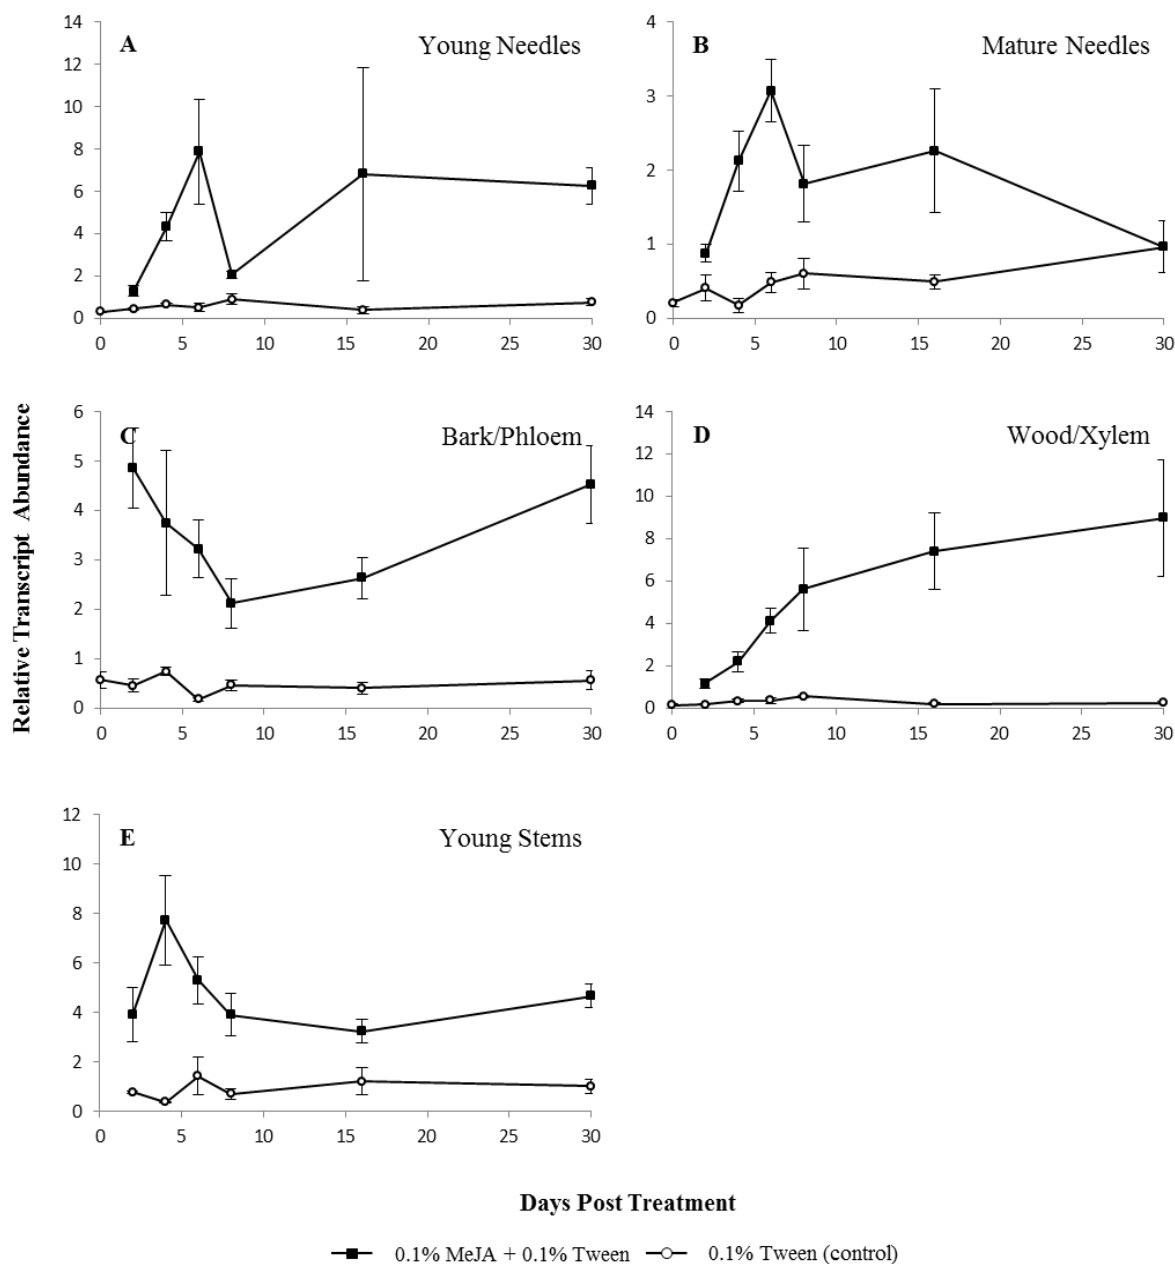 A Young Needles
14
12
10
8
6
4
2
0
0 5 10 15 20 25 30
B Mature Needles
4
3
2
1
0
0 5 10 15 20 25 30
Relative Transcript Abundance
C Bark/Phloem
6
5
4
3
2
1
0
0 5 10 15 20 25 30
D Wood/Xylem
14
12
10
8
6
4
2
0
0 5 10 15 20 25 30
E Young Stems
12
10
8
6
4
2
0
0 5 10 15 20 25 30
Days Post Treatment
0.1% MeJA + 0.1% Tween 0.1% Tween (control)